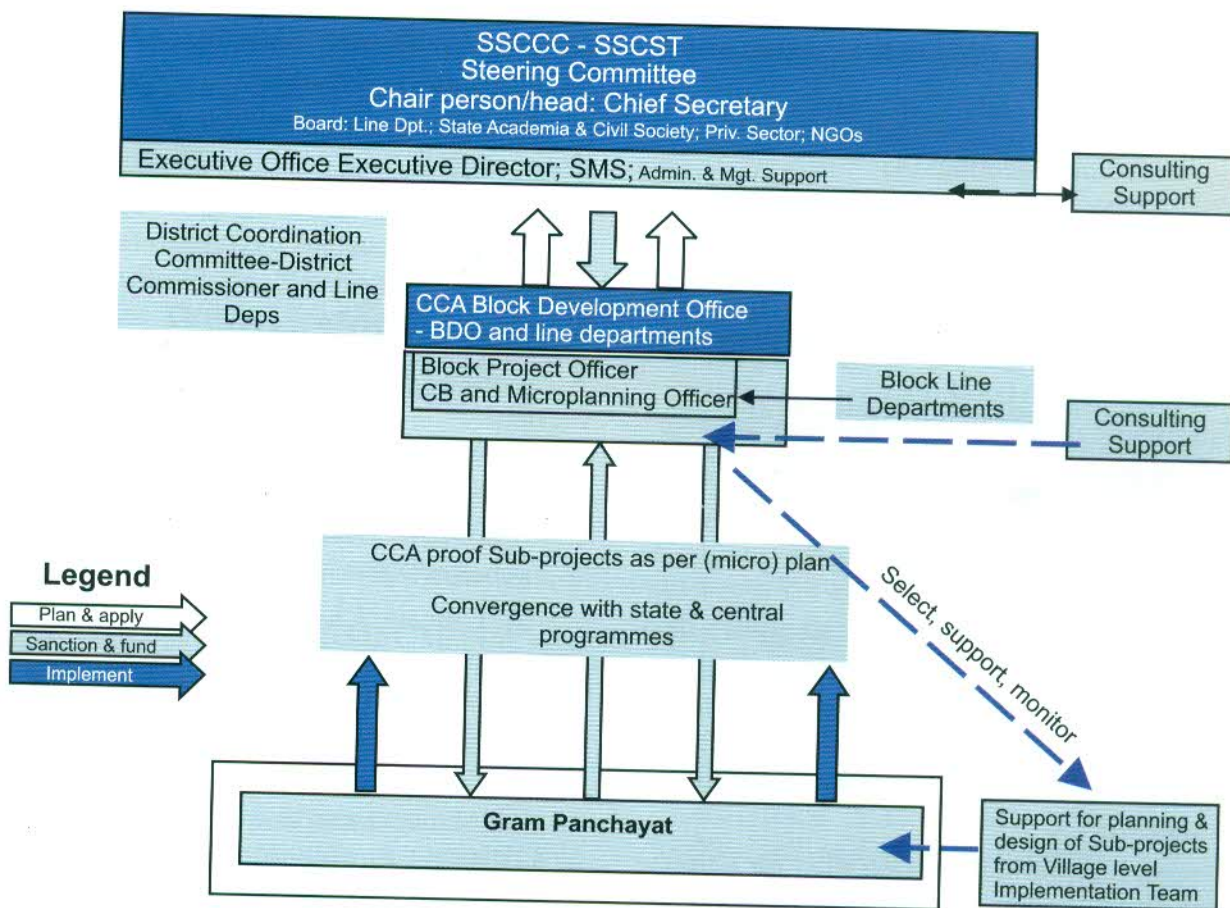 SSCCC - SSCST
Steering Committee
Chair person/head: Chief Secretary
Board: Line Dpt.; State Academia & Civil Society; Priv. Sector; NGOs
Executive Office Executive Director; SMS; Admin. & Mgt. Support
Consulting
Support
District Coordination
Committee-District
Commissioner and Line
Deps
CCA Block Development Office
- BDO and line departments
Block Project Officer
CB and Microplanning Officer
Block Line
Departments
Consulting
Support
CCA proof Sub-projects as per (micro) plan
Convergence with state & central
programmes
Select, support, monitor
Legend
Plan & apply
Sanction & fund
Implement
Gram Panchayat
Support for planning &
design of Sub-projects
from Village level
Implementation Team